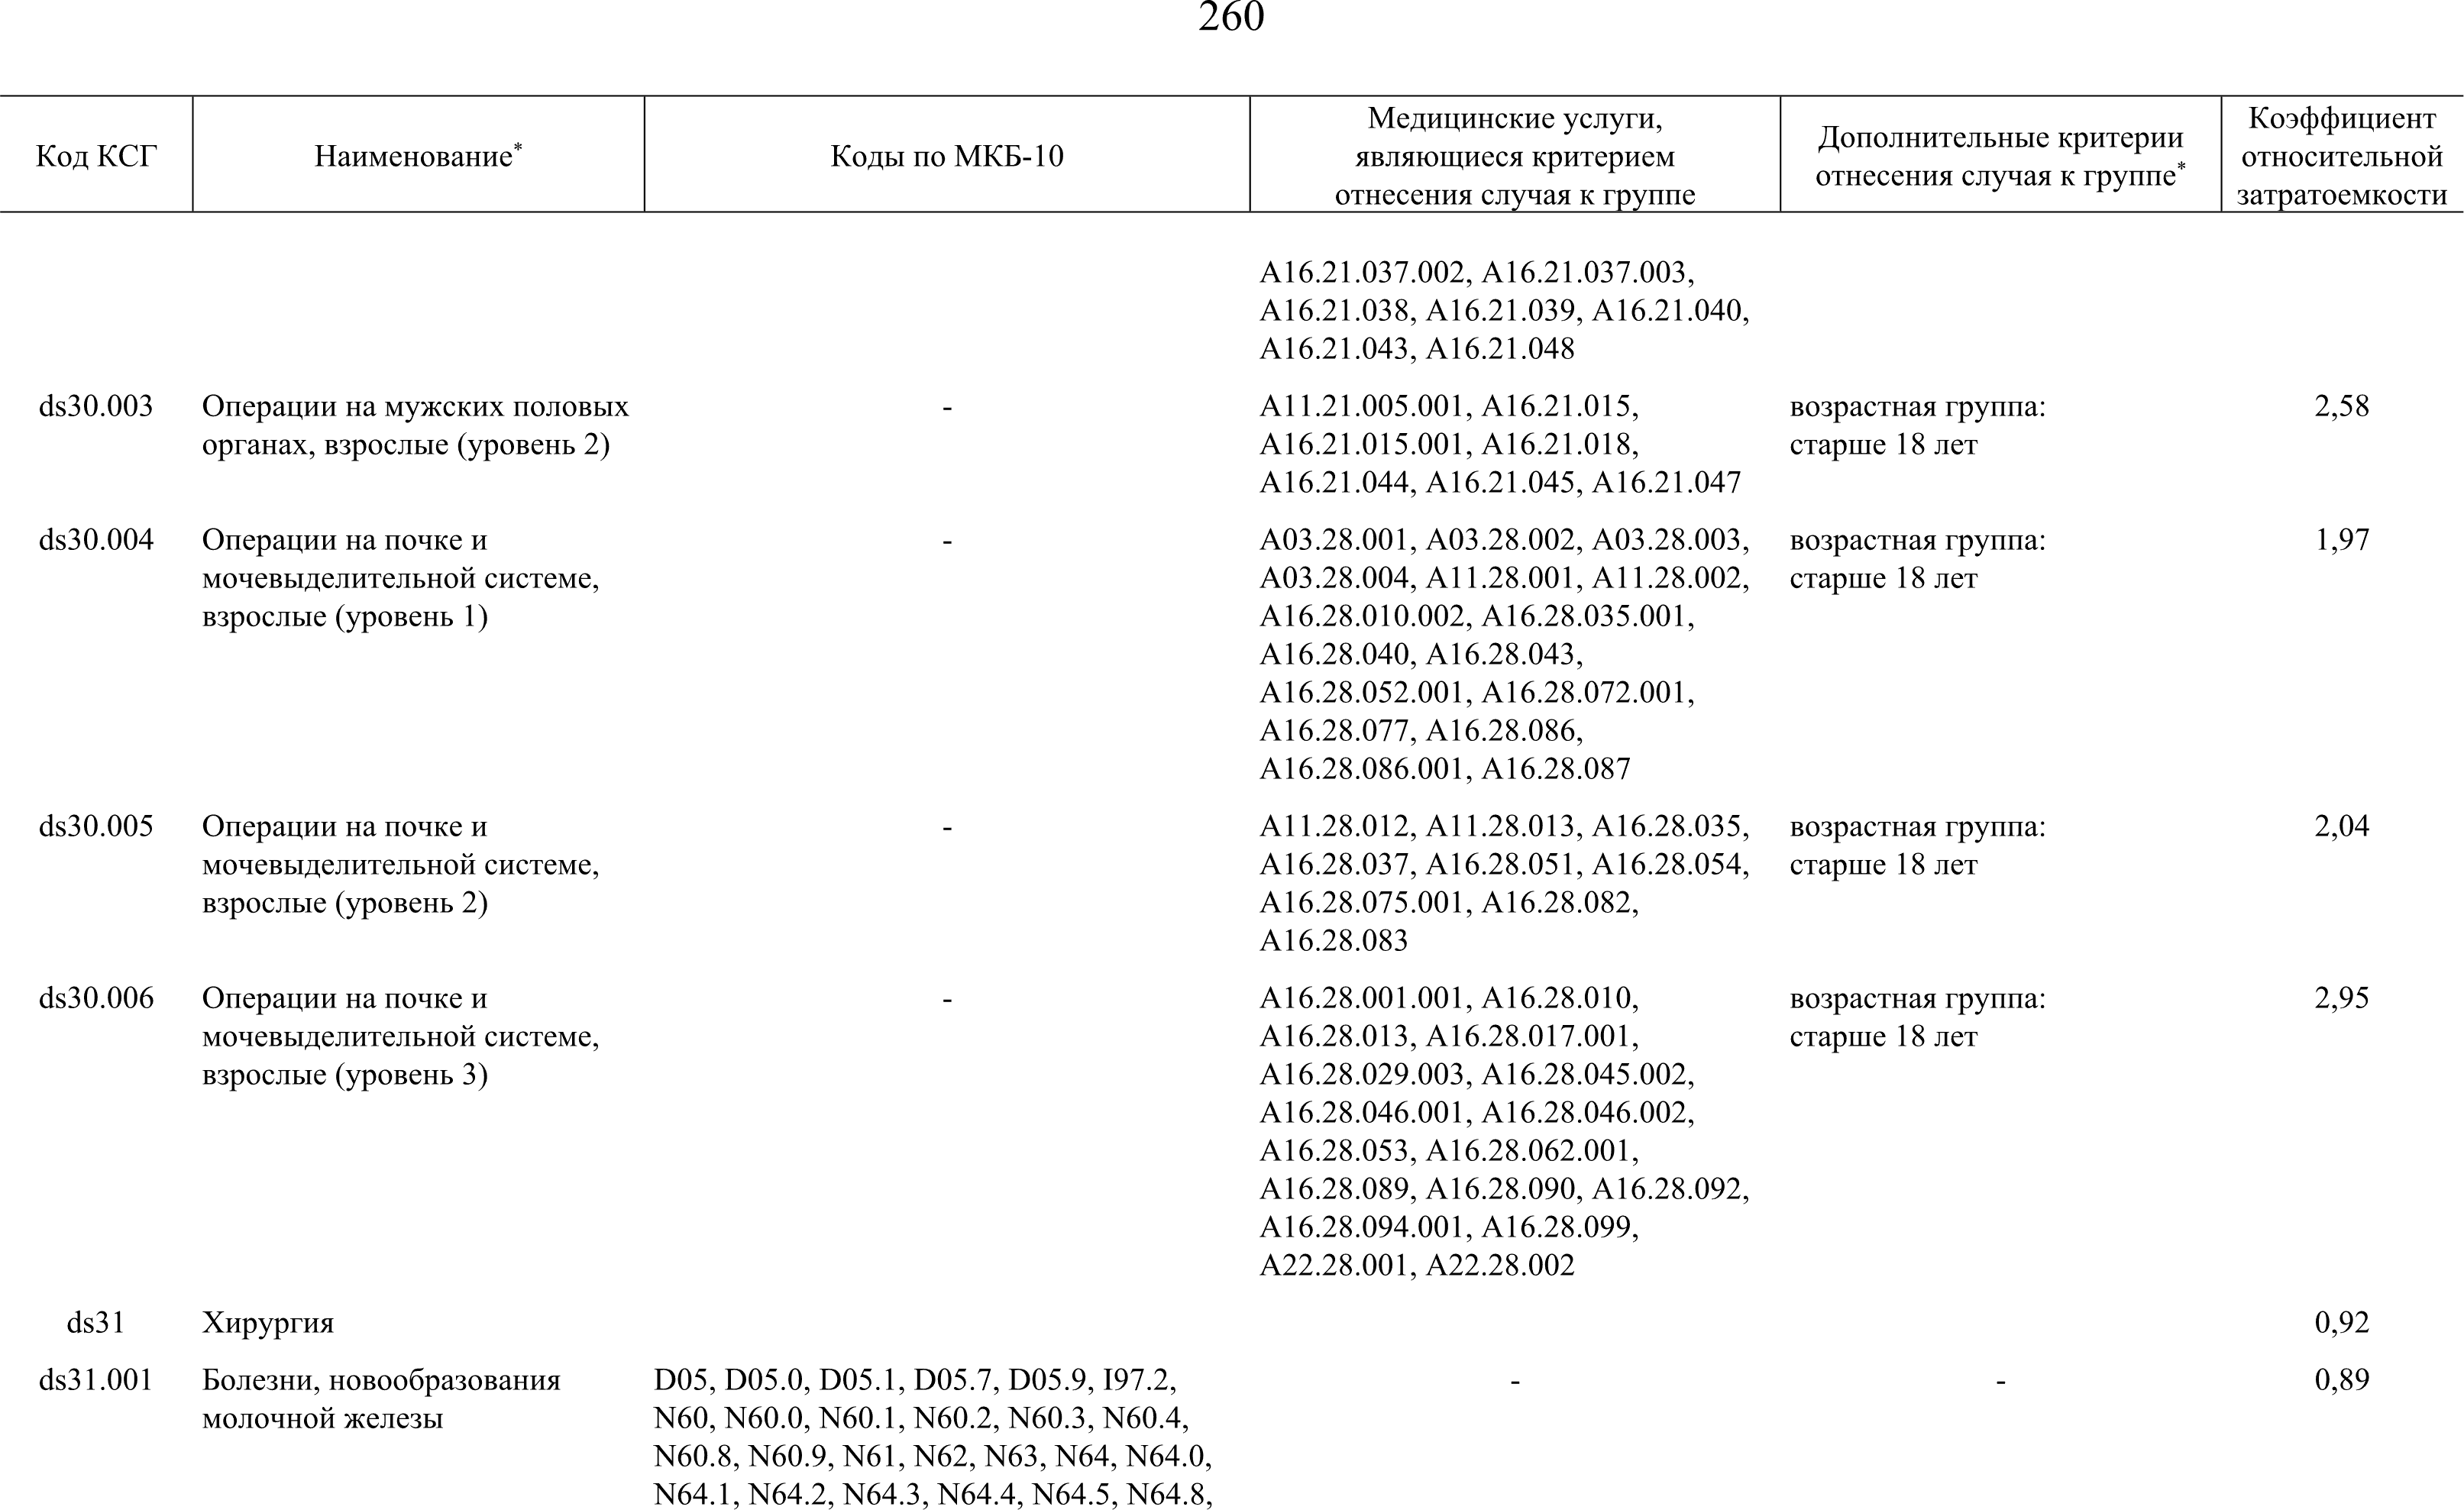 260
Код КСГ
Наименование*
Коды по МКБ-10
Медицинские услуги,
являющиеся критерием
отнесения случая к группе
Дополнительные критерии
отнесения случая к группе*
Коэффициент
относительной
затратоемкости
A16.21.037.002, A16.21.037.003,
A16.21.038, A16.21.039, A16.21.040,
A16.21.043, A16.21.048
ds30.003
Операции на мужских половых
органах, взрослые (уровень 2)
-
A11.21.005.001, A16.21.015,
A16.21.015.001, A16.21.018,
A16.21.044, A16.21.045, A16.21.047
возрастная группа:
старше 18 лет
2,58
ds30.004
Операции на почке и
мочевыделительной системе,
взрослые (уровень 1)
-
A03.28.001, A03.28.002, A03.28.003,
A03.28.004, A11.28.001, A11.28.002,
A16.28.010.002, A16.28.035.001,
A16.28.040, A16.28.043,
A16.28.052.001, A16.28.072.001,
A16.28.077, A16.28.086,
A16.28.086.001, A16.28.087
возрастная группа:
старше 18 лет
1,97
ds30.005
Операции на почке и
мочевыделительной системе,
взрослые (уровень 2)
-
A11.28.012, A11.28.013, A16.28.035,
A16.28.037, A16.28.051, A16.28.054,
A16.28.075.001, A16.28.082,
A16.28.083
возрастная группа:
старше 18 лет
2,04
ds30.006
Операции на почке и
мочевыделительной системе,
взрослые (уровень 3)
-
A16.28.001.001, A16.28.010,
A16.28.013, A16.28.017.001,
A16.28.029.003, A16.28.045.002,
A16.28.046.001, A16.28.046.002,
A16.28.053, A16.28.062.001,
A16.28.089, A16.28.090, A16.28.092,
A16.28.094.001, A16.28.099,
A22.28.001, A22.28.002
возрастная группа:
старше 18 лет
2,95
ds31
Хирургия
0,92
ds31.001
Болезни, новообразования
молочной железы
D05, D05.0, D05.1, D05.7, D05.9, I97.2,
N60, N60.0, N60.1, N60.2, N60.3, N60.4,
N60.8, N60.9, N61, N62, N63, N64, N64.0,
N64.1, N64.2, N64.3, N64.4, N64.5, N64.8,
-
-
0,89